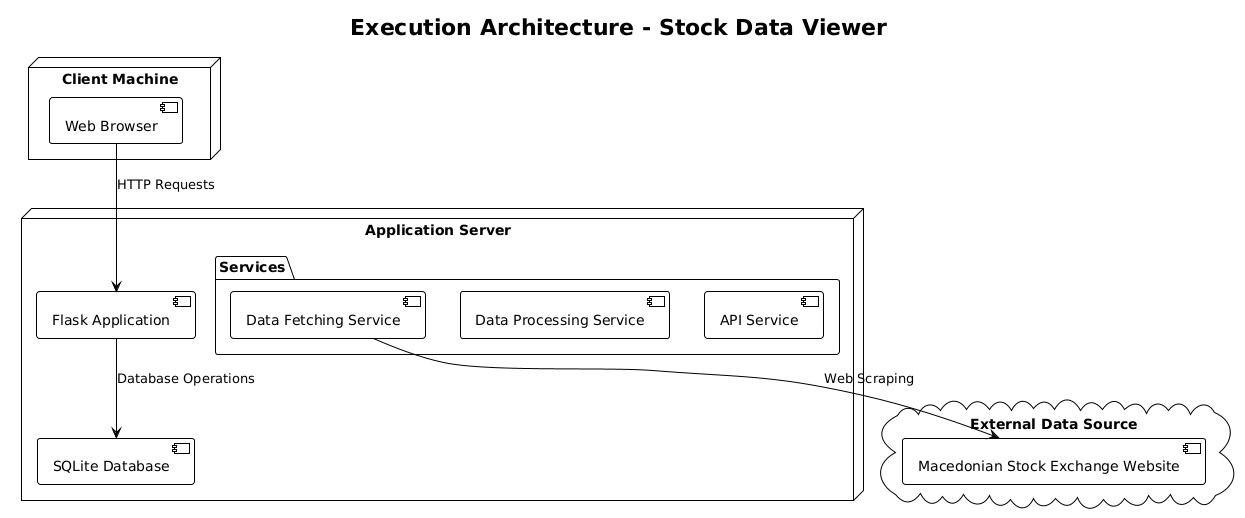 Execution Architecture - Stock Data Viewer
Client Machine
Web Browser
HTTP Requests
Application Server
Services
Flask Application
Data Fetching Service
Data Processing Service
API Service
Database Operations
Web Scraping
External Data Source
SQLite Database
Macedonian Stock Exchange Website